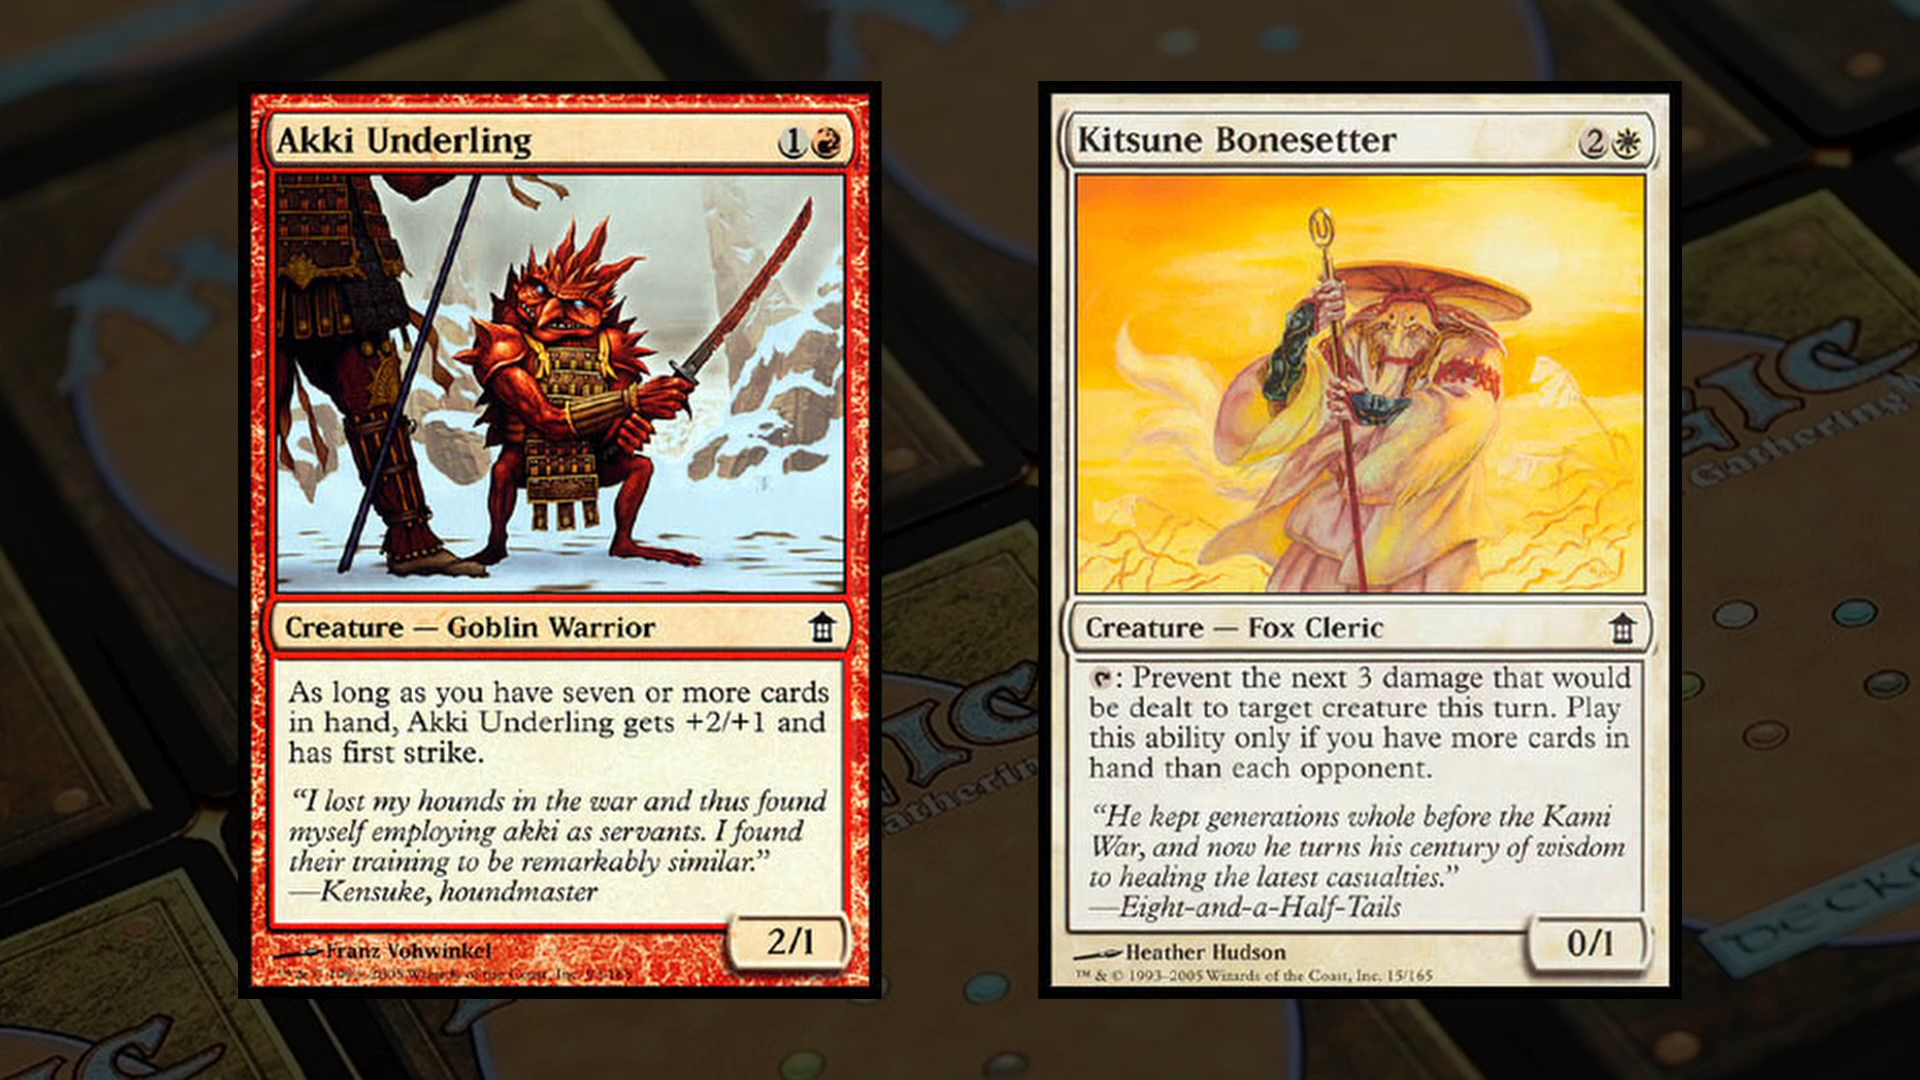 Akki Underling
1
Creature — Goblin Warrior
As long as you have seven or more cards
in hand, Akki Underling gets +2/+1 and
has first strike.
“I lost my hounds in the war and thus found
myself employing akki as servants. I found
their training to be remarkably similar.”
—Kensuke, houndmaster
2/1
Franz Vohwinkel
Kitsune Bonesetter
2
Creature — Fox Cleric
: Prevent the next 3 damage that would
be dealt to target creature this turn. Play
this ability only if you have more cards in
hand than each opponent.
“He kept generations whole before the Kami
War, and now he turns his century of wisdom
to healing the latest casualties.”
—Eight-and-a-Half-Tails
0/1
Heather Hudson
™ & © 1993–2005 Wizards of the Coast, Inc. 15/165